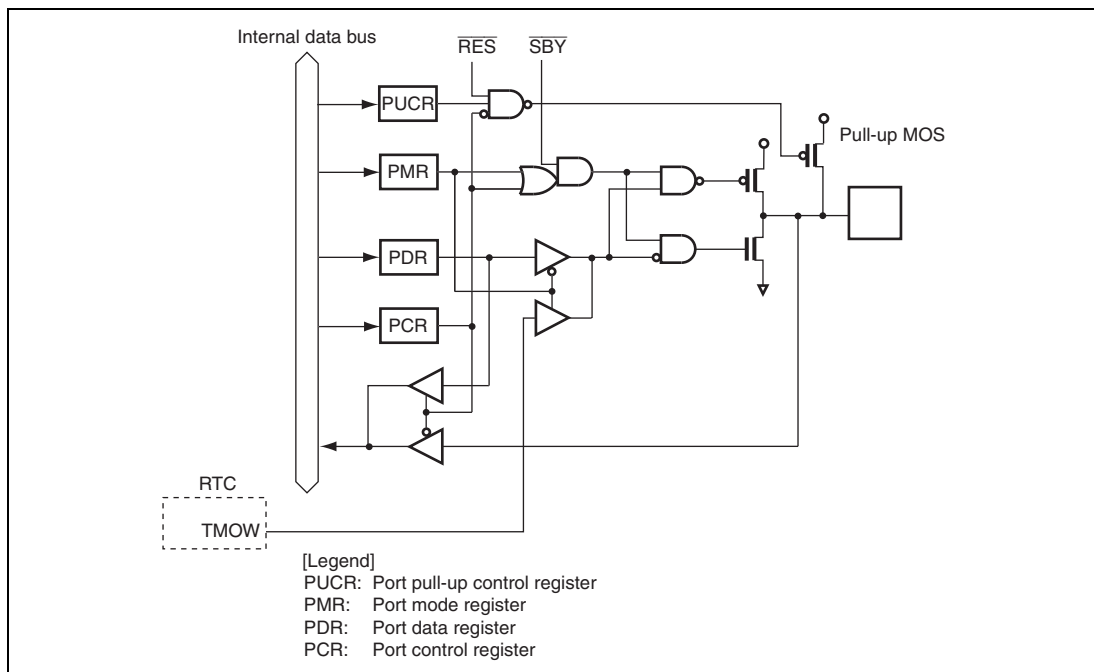 Internal data bus
RES
SBY
PUCR
Pull-up MOS
PMR
PDR
PCR
RTC
TMOW
[Legend]
PUCR: Port pull-up control register
PMR: Port mode register
PDR: Port data register
PCR: Port control register